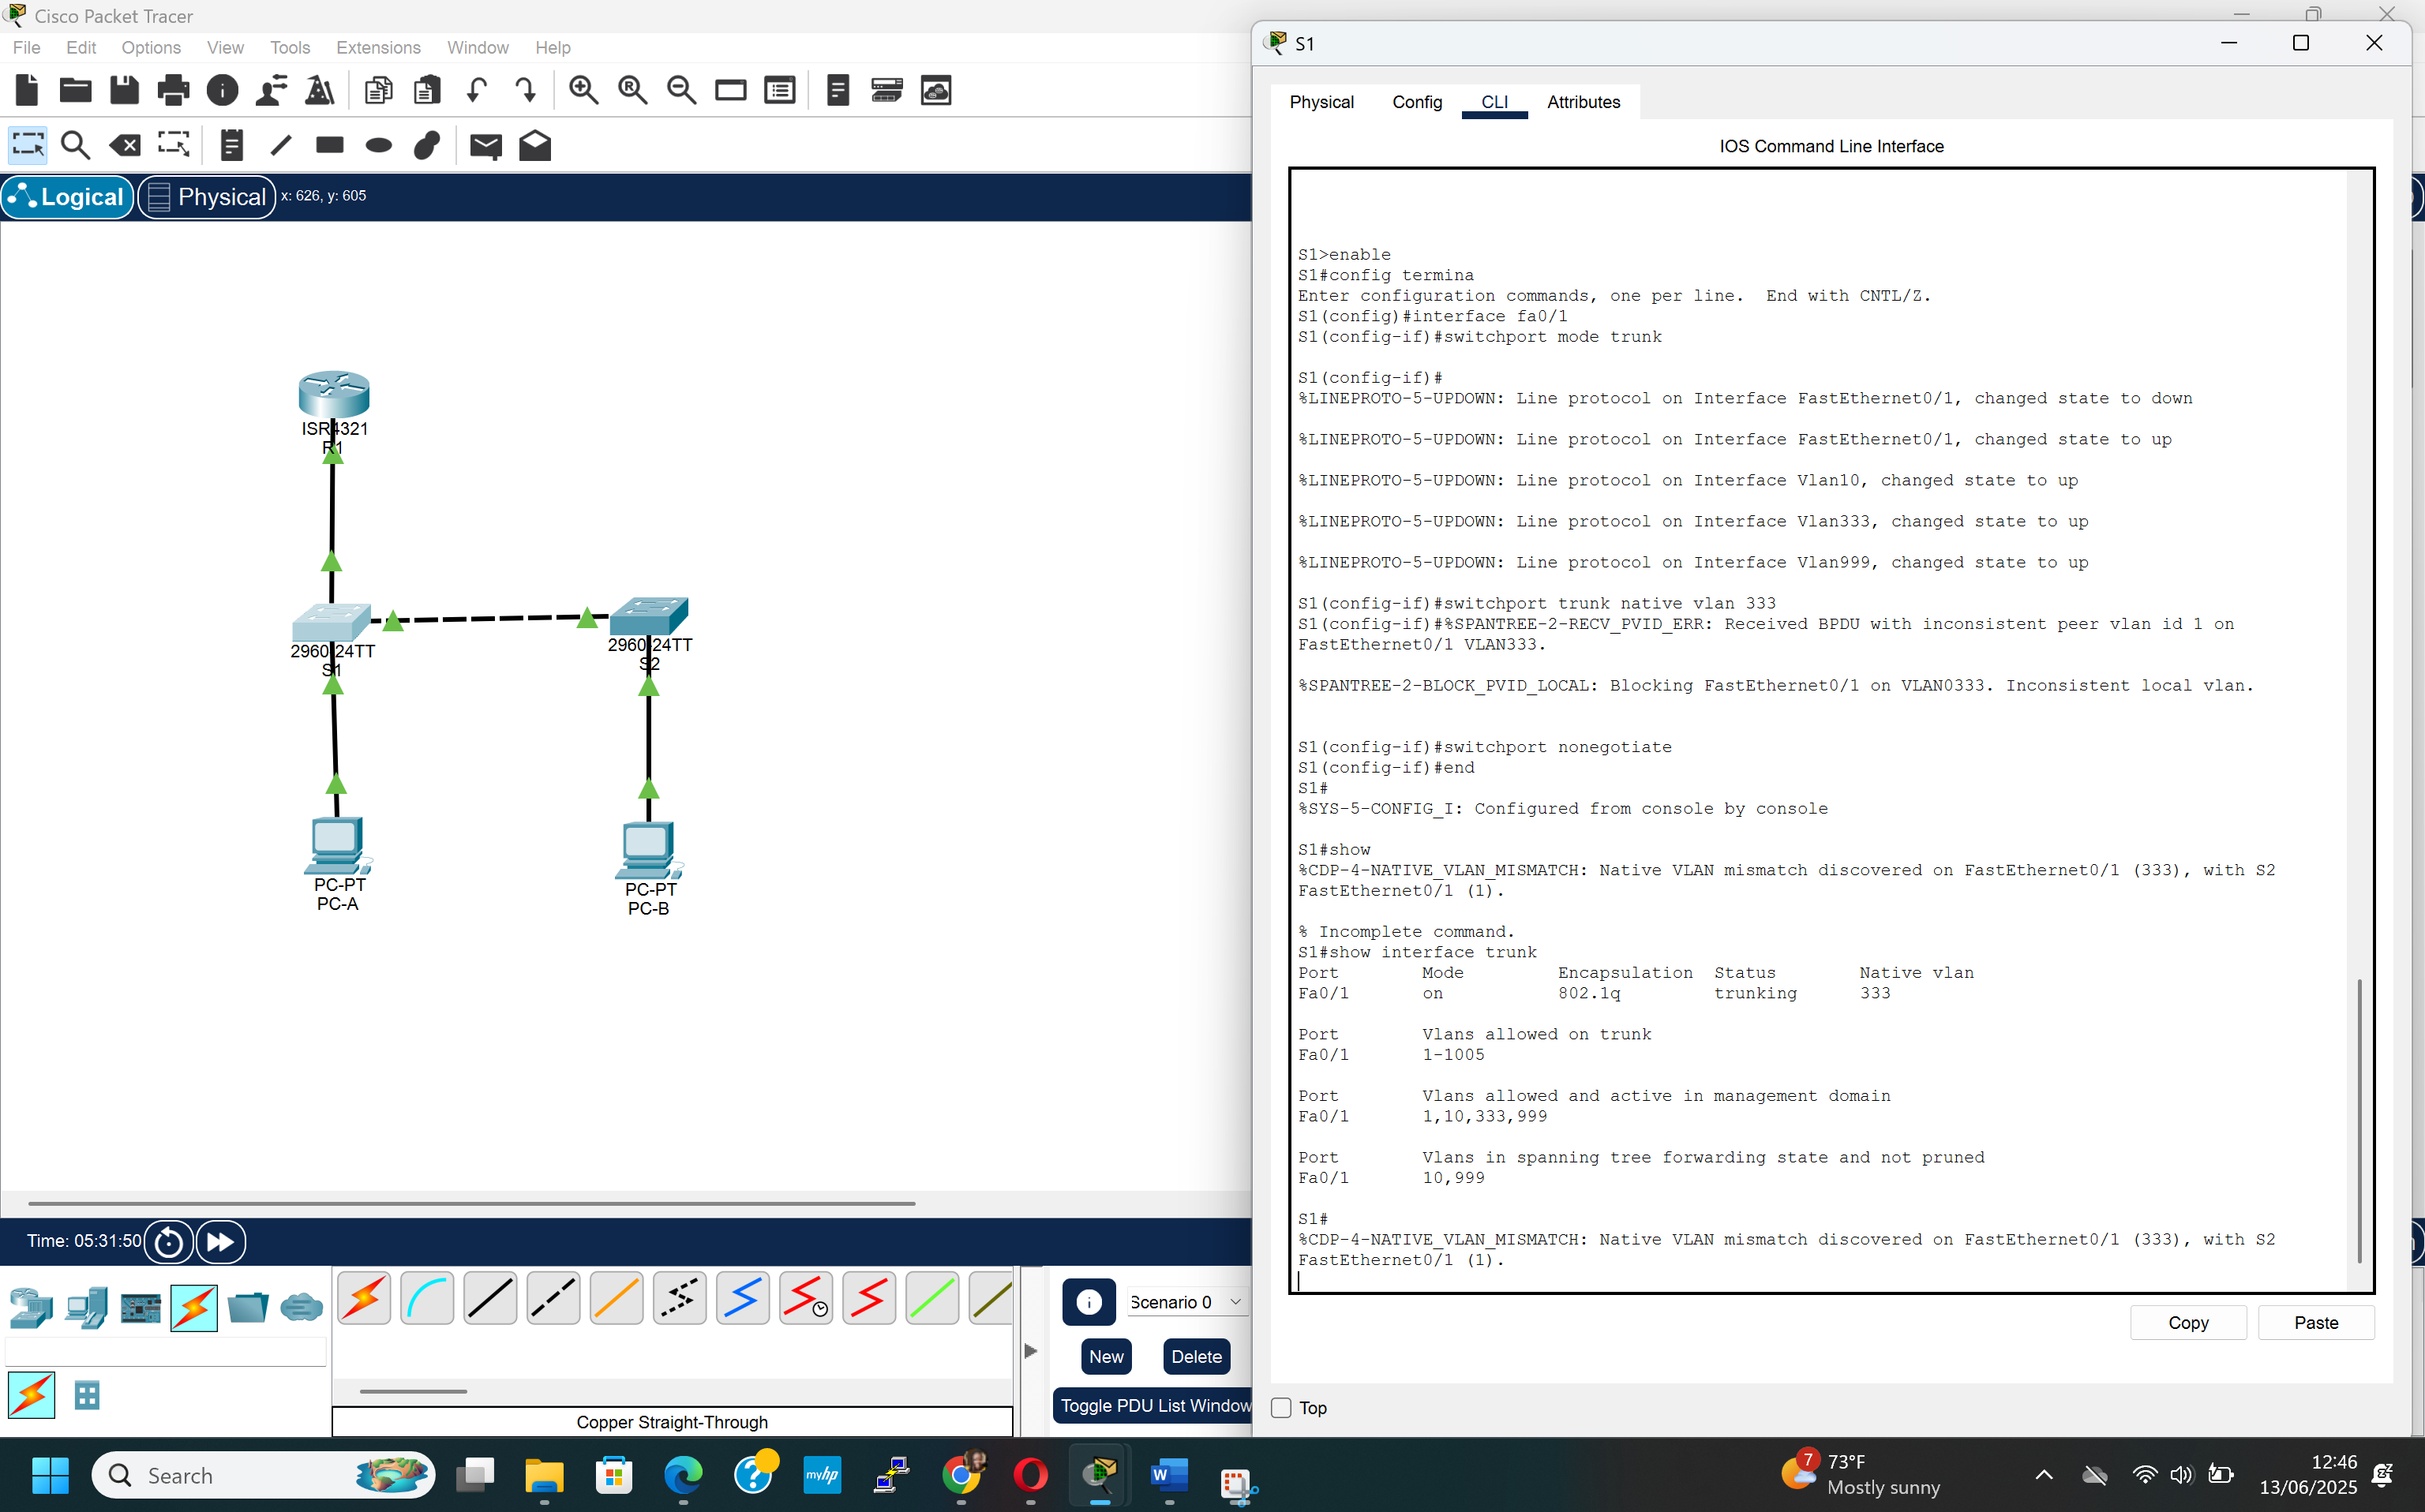 Cisco Packet Tracer
File Edit Options View Tools Extensions Window Help
Logical Physical x: 626, y: 605
ISR4321
R1
2960-24TT
S1
2960-24TT
S2
PC-PT
PC-A
PC-PT
PC-B
Time: 05:31:50
Scenario 0
New Delete
Toggle PDU List Window
Copper Straight-Through
S1
Physical Config CLI Attributes
IOS Command Line Interface
S1>enable
S1#config termina
Enter configuration commands, one per line.  End with CNTL/Z.
S1(config)#interface fa0/1
S1(config-if)#switchport mode trunk
S1(config-if)#
%LINEPROTO-5-UPDOWN: Line protocol on Interface FastEthernet0/1, changed state to down
%LINEPROTO-5-UPDOWN: Line protocol on Interface FastEthernet0/1, changed state to up
%LINEPROTO-5-UPDOWN: Line protocol on Interface Vlan10, changed state to up
%LINEPROTO-5-UPDOWN: Line protocol on Interface Vlan333, changed state to up
%LINEPROTO-5-UPDOWN: Line protocol on Interface Vlan999, changed state to up
S1(config-if)#switchport trunk native vlan 333
S1(config-if)#%SPANTREE-2-RECV_PVID_ERR: Received BPDU with inconsistent peer vlan id 1 on
FastEthernet0/1 VLAN333.
%SPANTREE-2-BLOCK_PVID_LOCAL: Blocking FastEthernet0/1 on VLAN0333. Inconsistent local vlan.
S1(config-if)#switchport nonegotiate
S1(config-if)#end
S1#
%SYS-5-CONFIG_I: Configured from console by console
S1#show
%CDP-4-NATIVE_VLAN_MISMATCH: Native VLAN mismatch discovered on FastEthernet0/1 (333), with S2
FastEthernet0/1 (1).
% Incomplete command.
S1#show interface trunk
Port Mode Encapsulation Status Native vlan
Fa0/1 on 802.1q trunking 333
Port Vlans allowed on trunk
Fa0/1 1-1005
Port Vlans allowed and active in management domain
Fa0/1 1,10,333,999
Port Vlans in spanning tree forwarding state and not pruned
Fa0/1 10,999
S1#
%CDP-4-NATIVE_VLAN_MISMATCH: Native VLAN mismatch discovered on FastEthernet0/1 (333), with S2
FastEthernet0/1 (1).
Copy Paste
Top
Search
myhp
7
73°F
Mostly sunny
12:46
13/06/2025